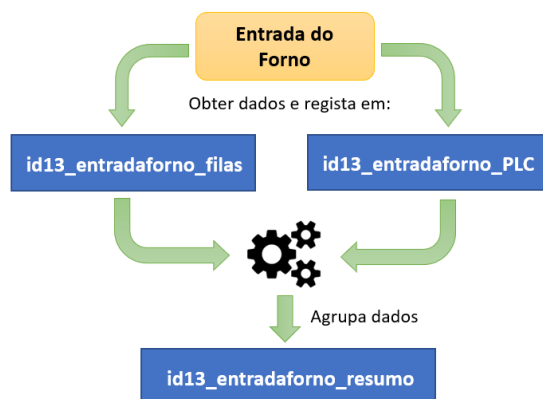 Entrada do
Forno
Obter dados e regista em:
id13_entradaforno_filas
id13_entradaforno_PLC
Agrupa dados
id13_entradaforno_resumo